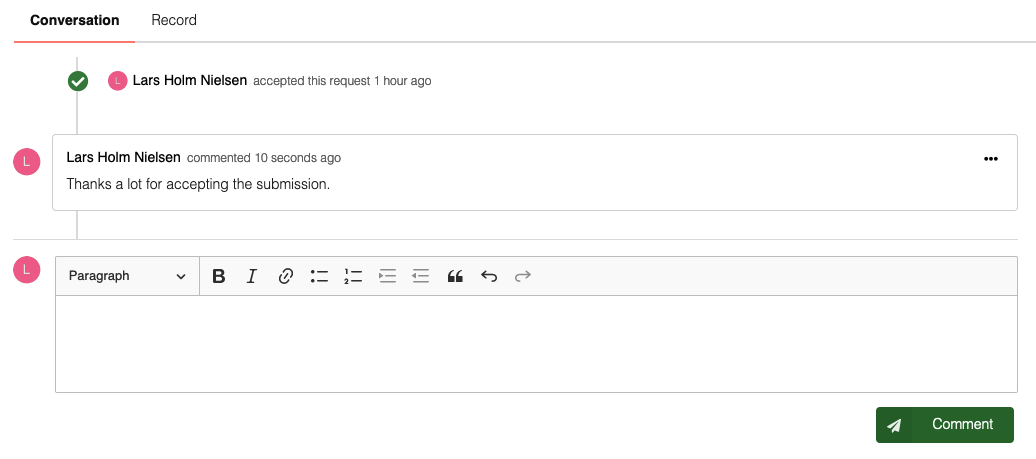 Conversation Record
L Lars Holm Nielsen accepted this request 1 hour ago
L Lars Holm Nielsen commented 10 seconds ago
Thanks a lot for accepting the submission.
L Paragraph B I
Comment